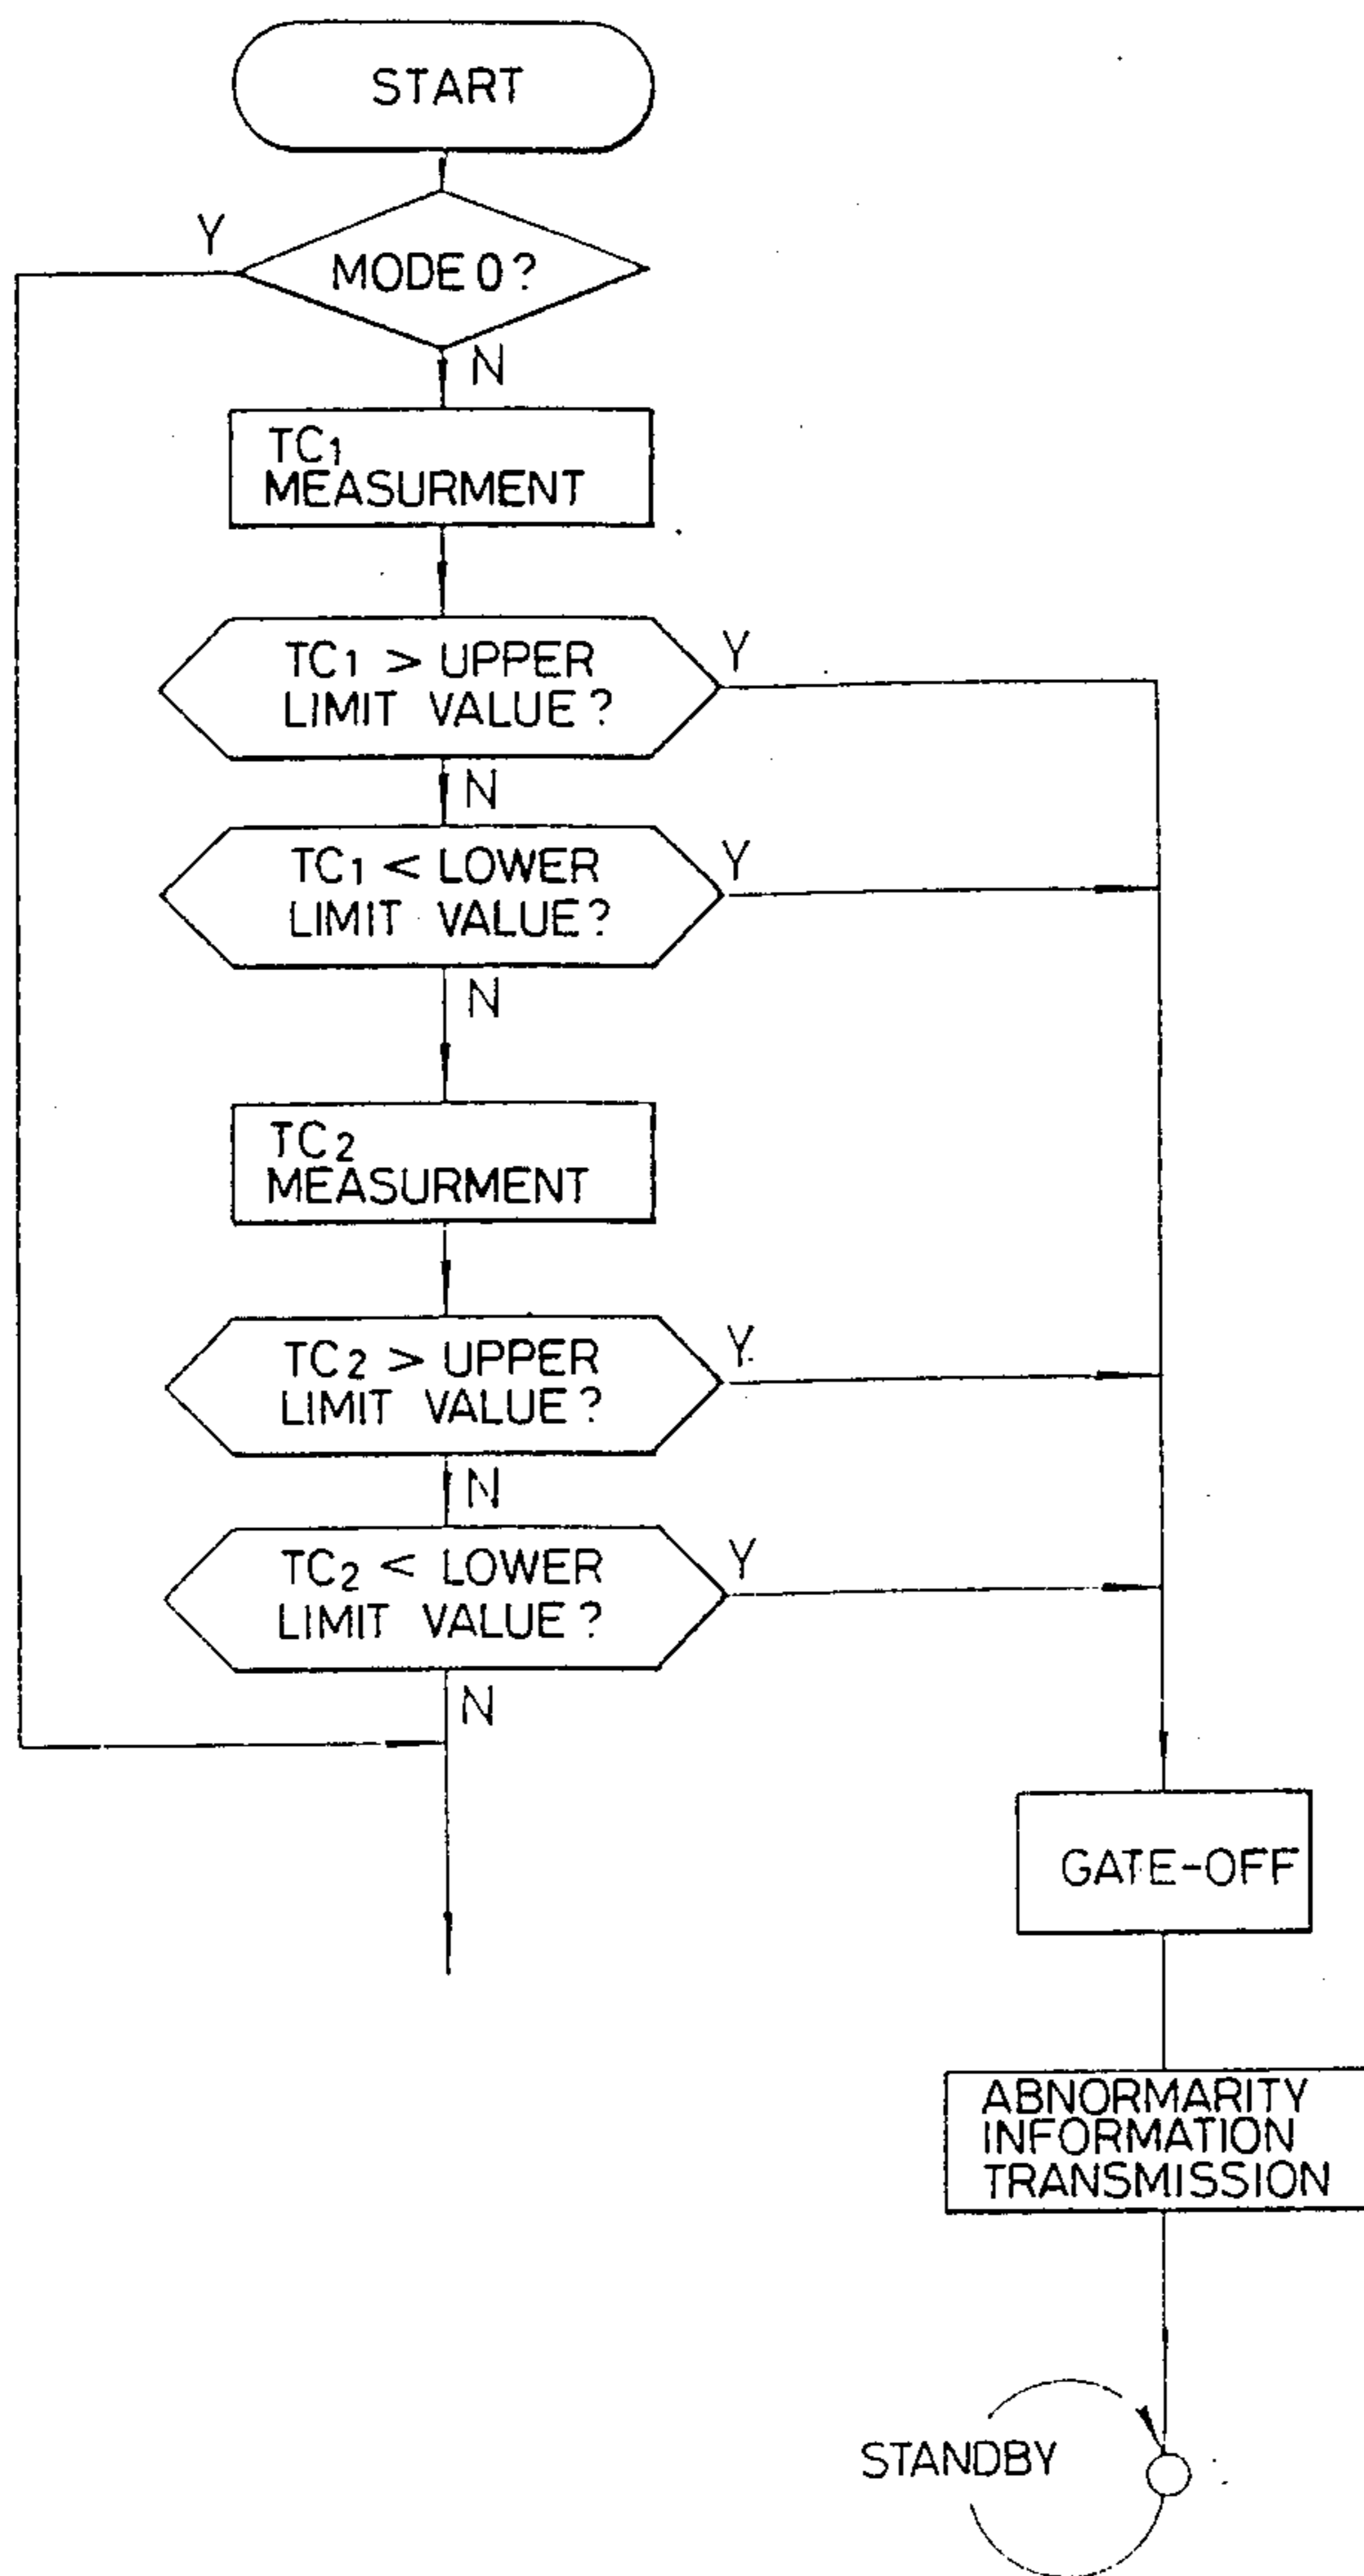 START
Y
MODE 0?
N
TC1
MEASURMENT
TC1 > UPPER
LIMIT VALUE?
Y
N
TC1 < LOWER
LIMIT VALUE?
Y
N
TC2
MEASURMENT
TC2 > UPPER
LIMIT VALUE?
Y
N
TC2 < LOWER
LIMIT VALUE?
Y
N
GATE-OFF
ABNORMARITY
INFORMATION
TRANSMISSION
STANDBY